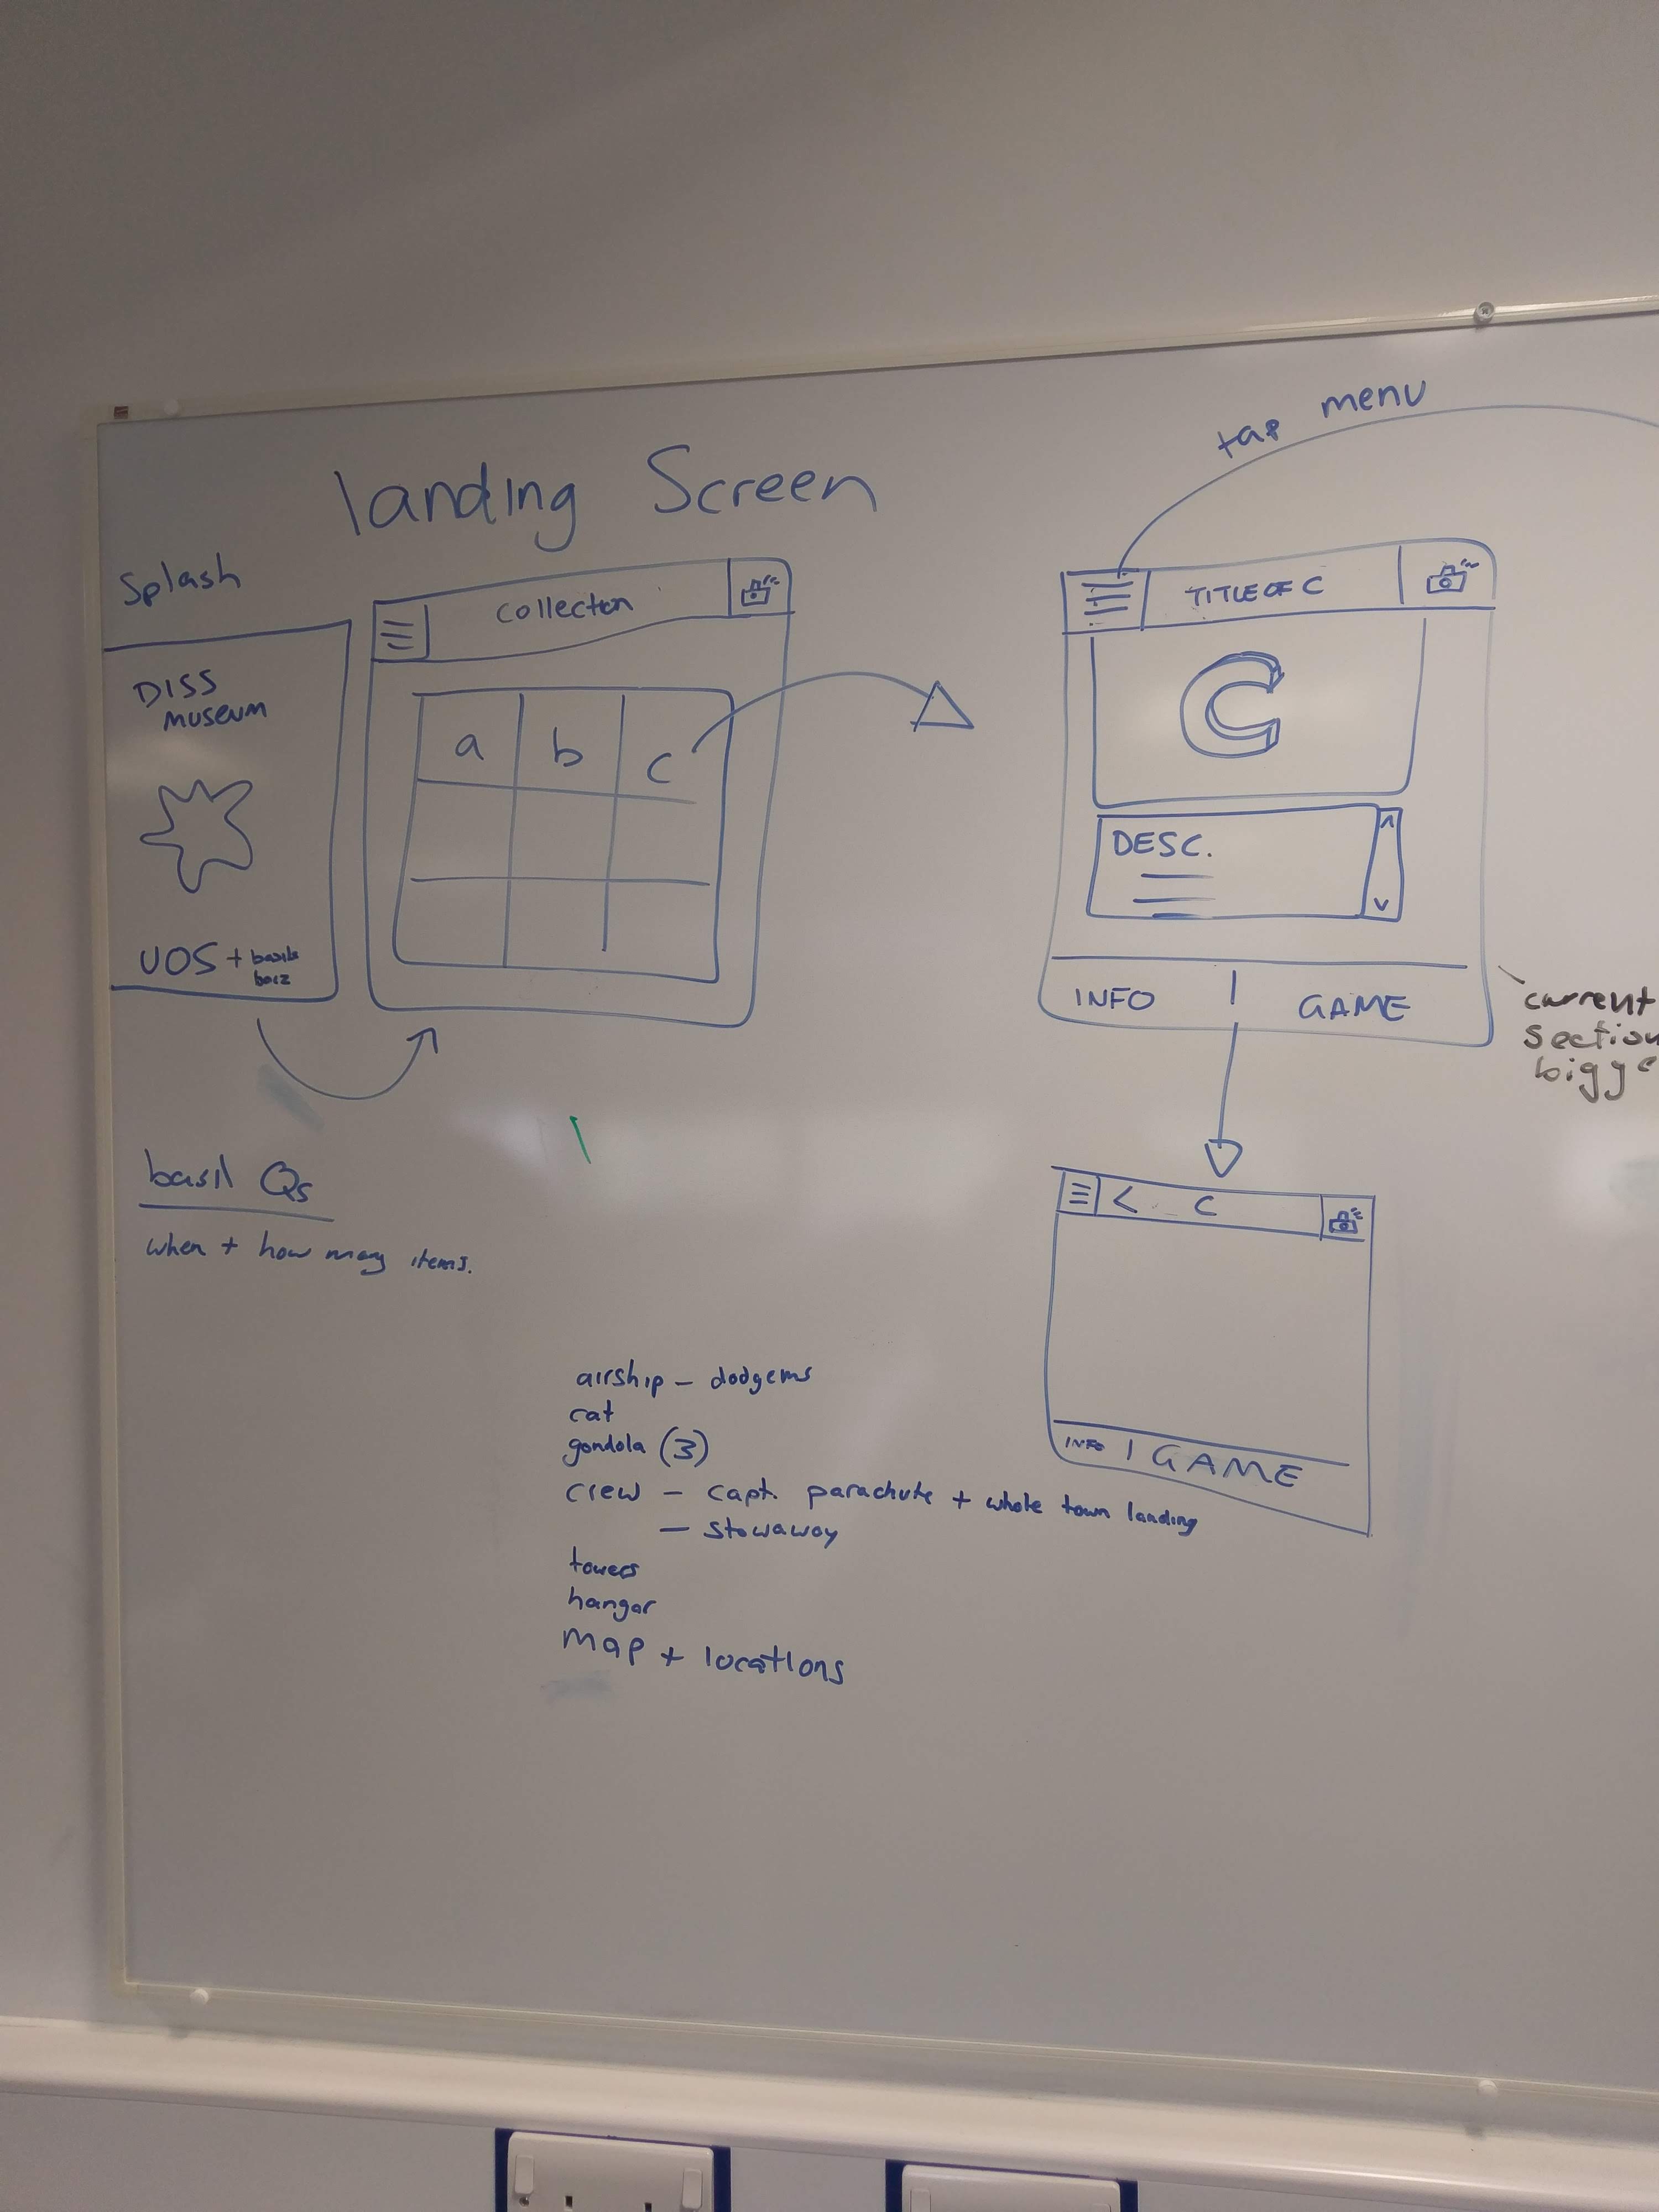 landing Screen
Splash
DISS
MUSEUM
UOS + basils
boiz
collection
a b c
tap menu
TITLE OF C
C
DESC.
INFO | GAME
current
section
bigge
< C
INFO | GAME
basil Qs
when + how many items.
airship - dodgems
cat
gondola (3)
crew - capt. parachute + whole town landing
- stowaway
towers
hangar
Map + locations